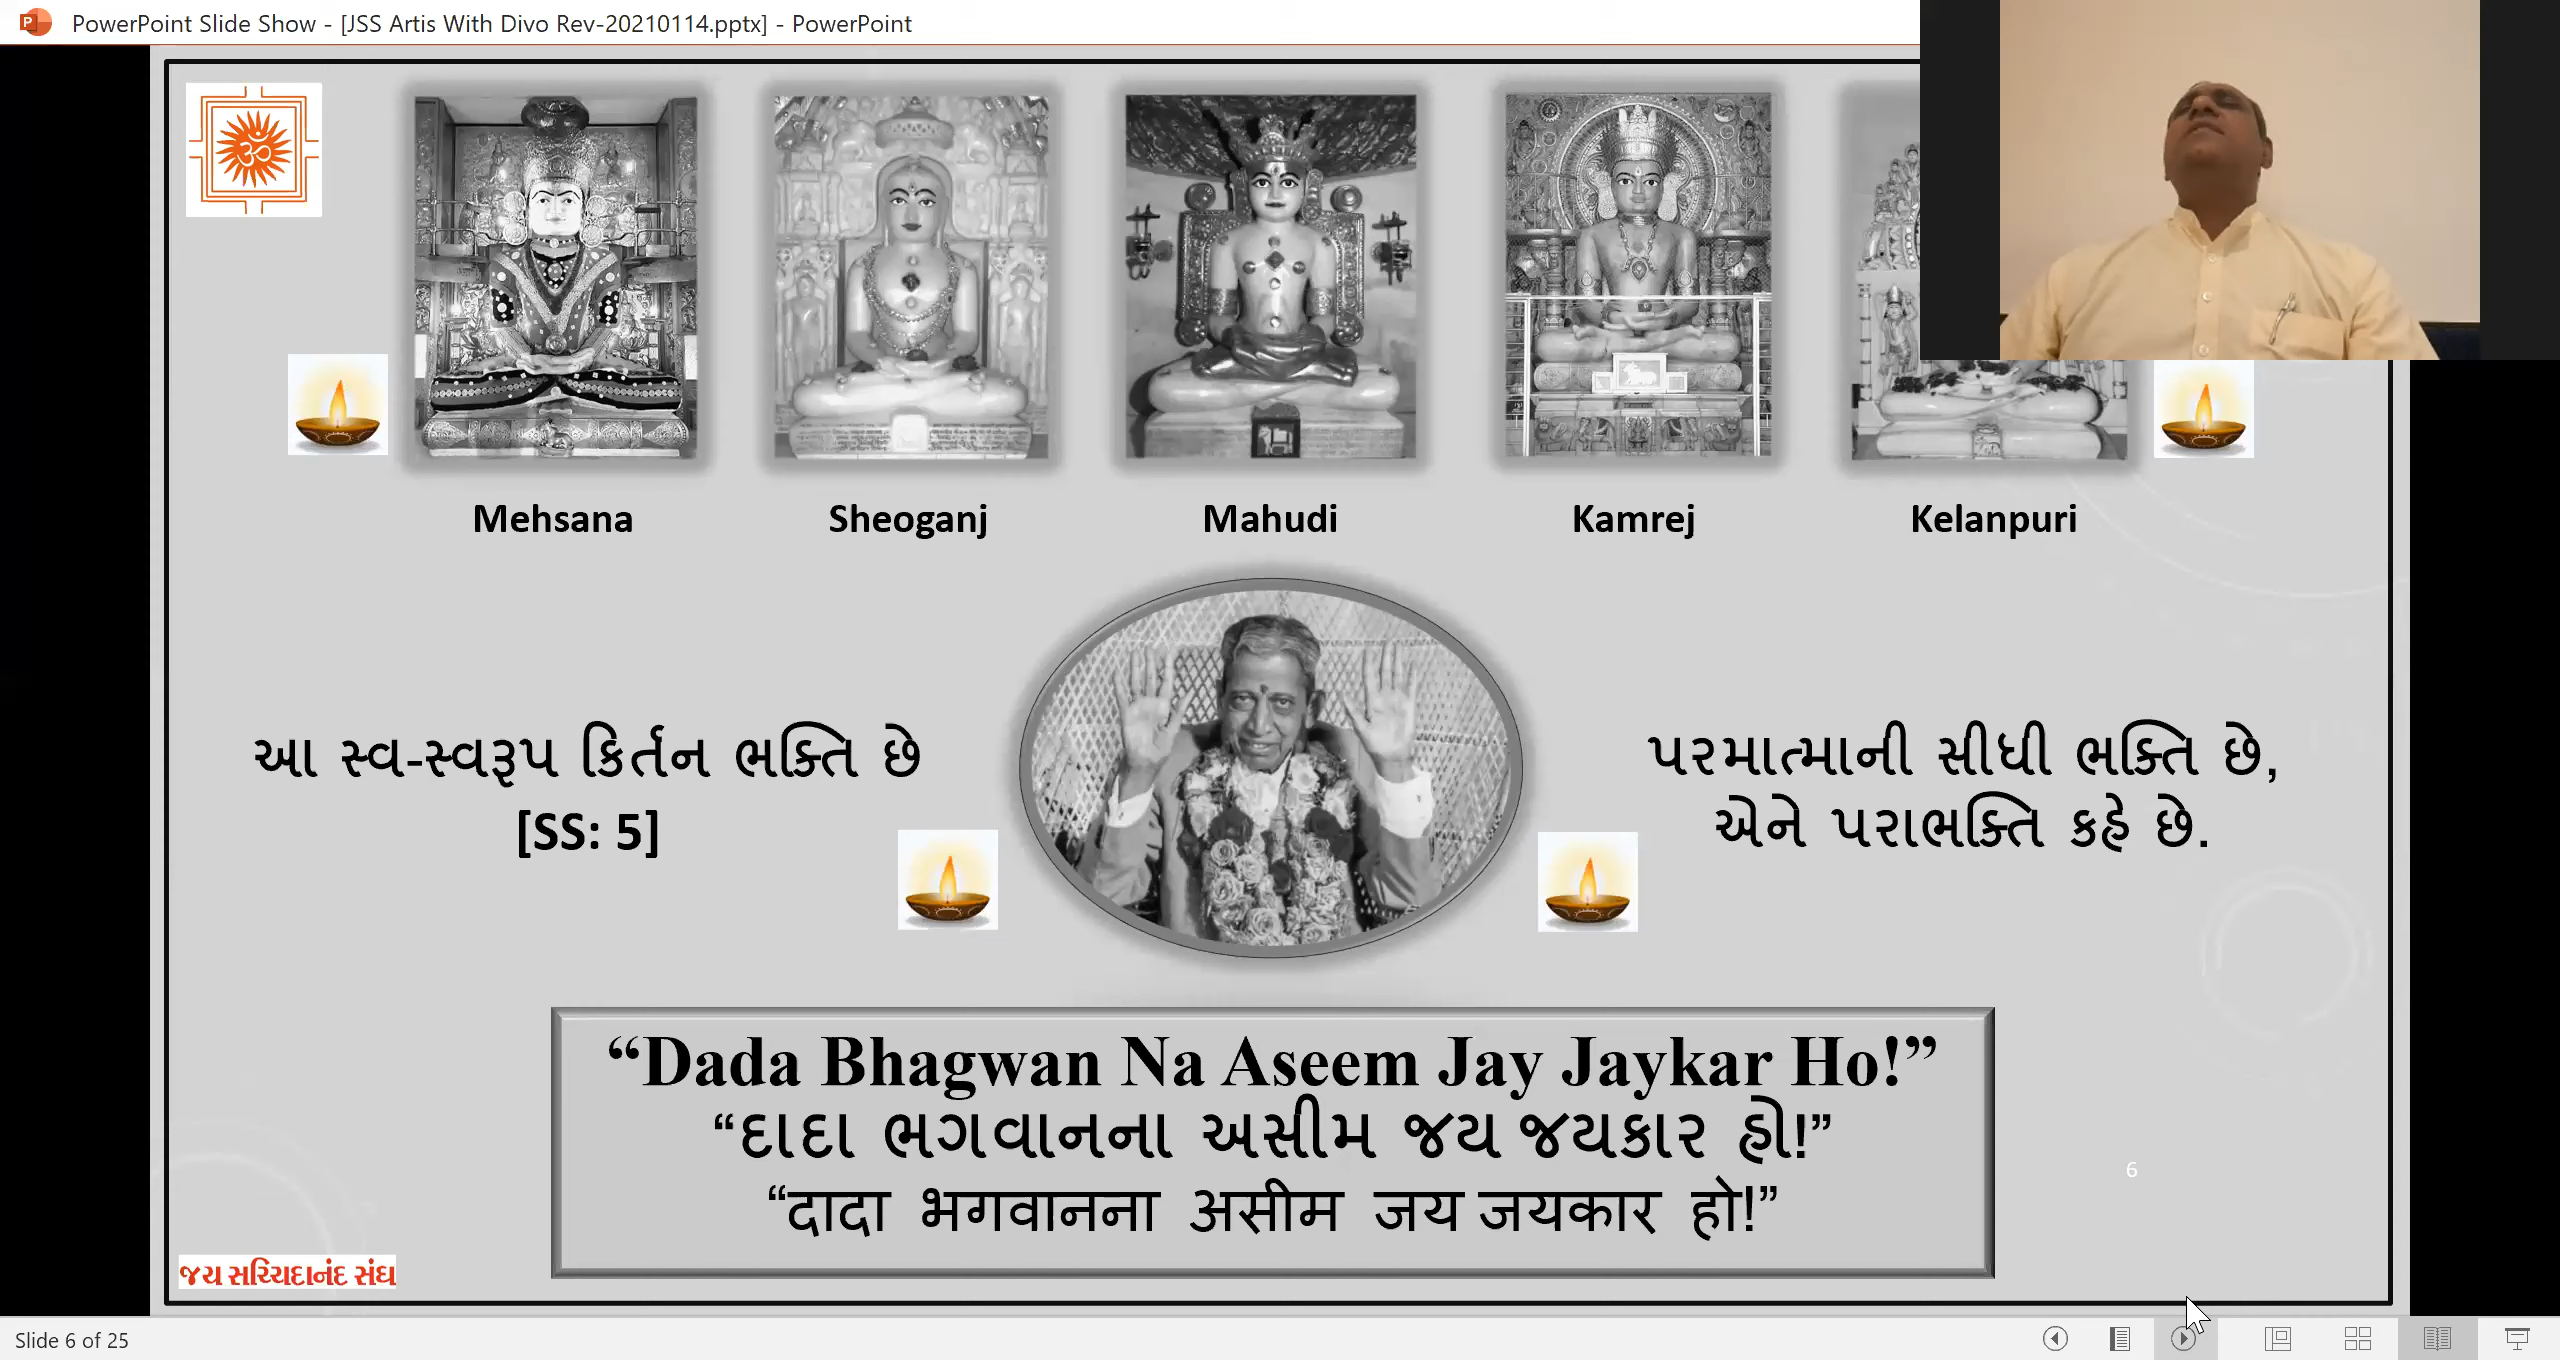 PowerPoint Slide Show - [JSS Artis With Divo Rev-20210114.pptx] - PowerPoint
Mehsana
Sheoganj
Mahudi
Kamrej
Kelanpuri
આ સ્વ-સ્વરૂપ કિર્તન ભક્તિ છે
[SS: 5]
પરમાત્માની સીધી ભક્તિ છે,
એને પરાભક્તિ કહે છે.
“Dada Bhagwan Na Aseem Jay Jaykar Ho!”
“દાદા ભગવાનના અસીમ જય જયકાર હો!”
“दादा भगवानना असीम जय जयकार हो!”
6
જય સચ્ચિદાનંદ સંઘ
Slide 6 of 25